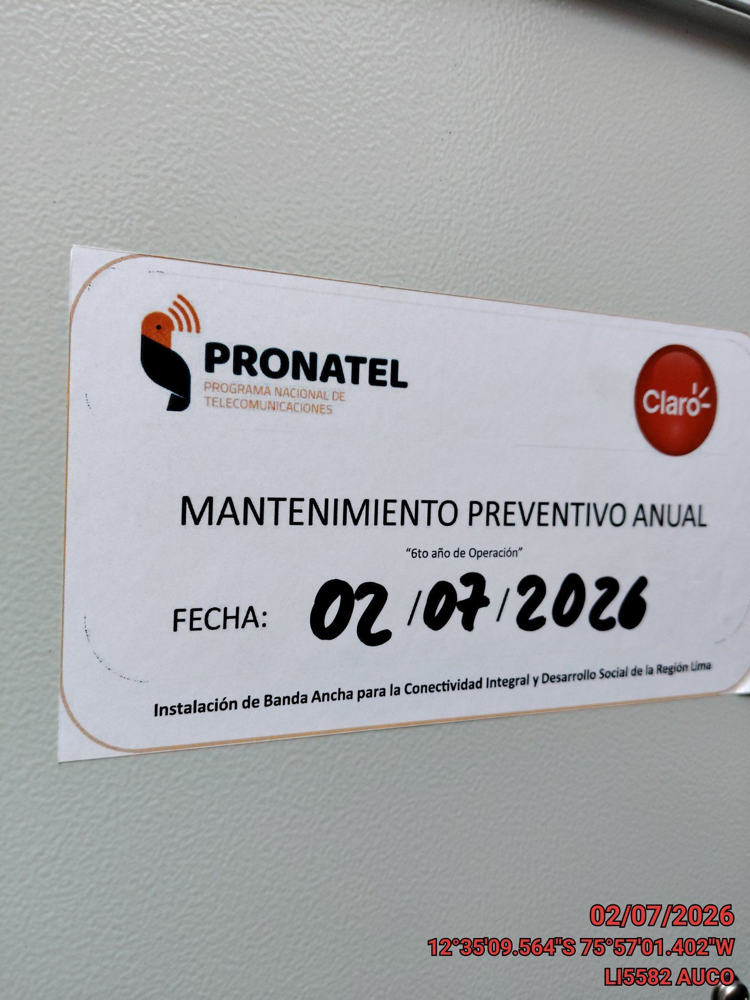 PRONATEL
PROGRAMA NACIONAL DE
TELECOMUNICACIONES
Claro
MANTENIMIENTO PREVENTIVO ANUAL
“6to año de Operación”
FECHA: 02/07/2026
Instalación de Banda Ancha para la Conectividad Integral y Desarrollo Social de la Región Lima
02/07/2026
12°35'09.564"S 75°57'01.402"W
LI5582 AUCO